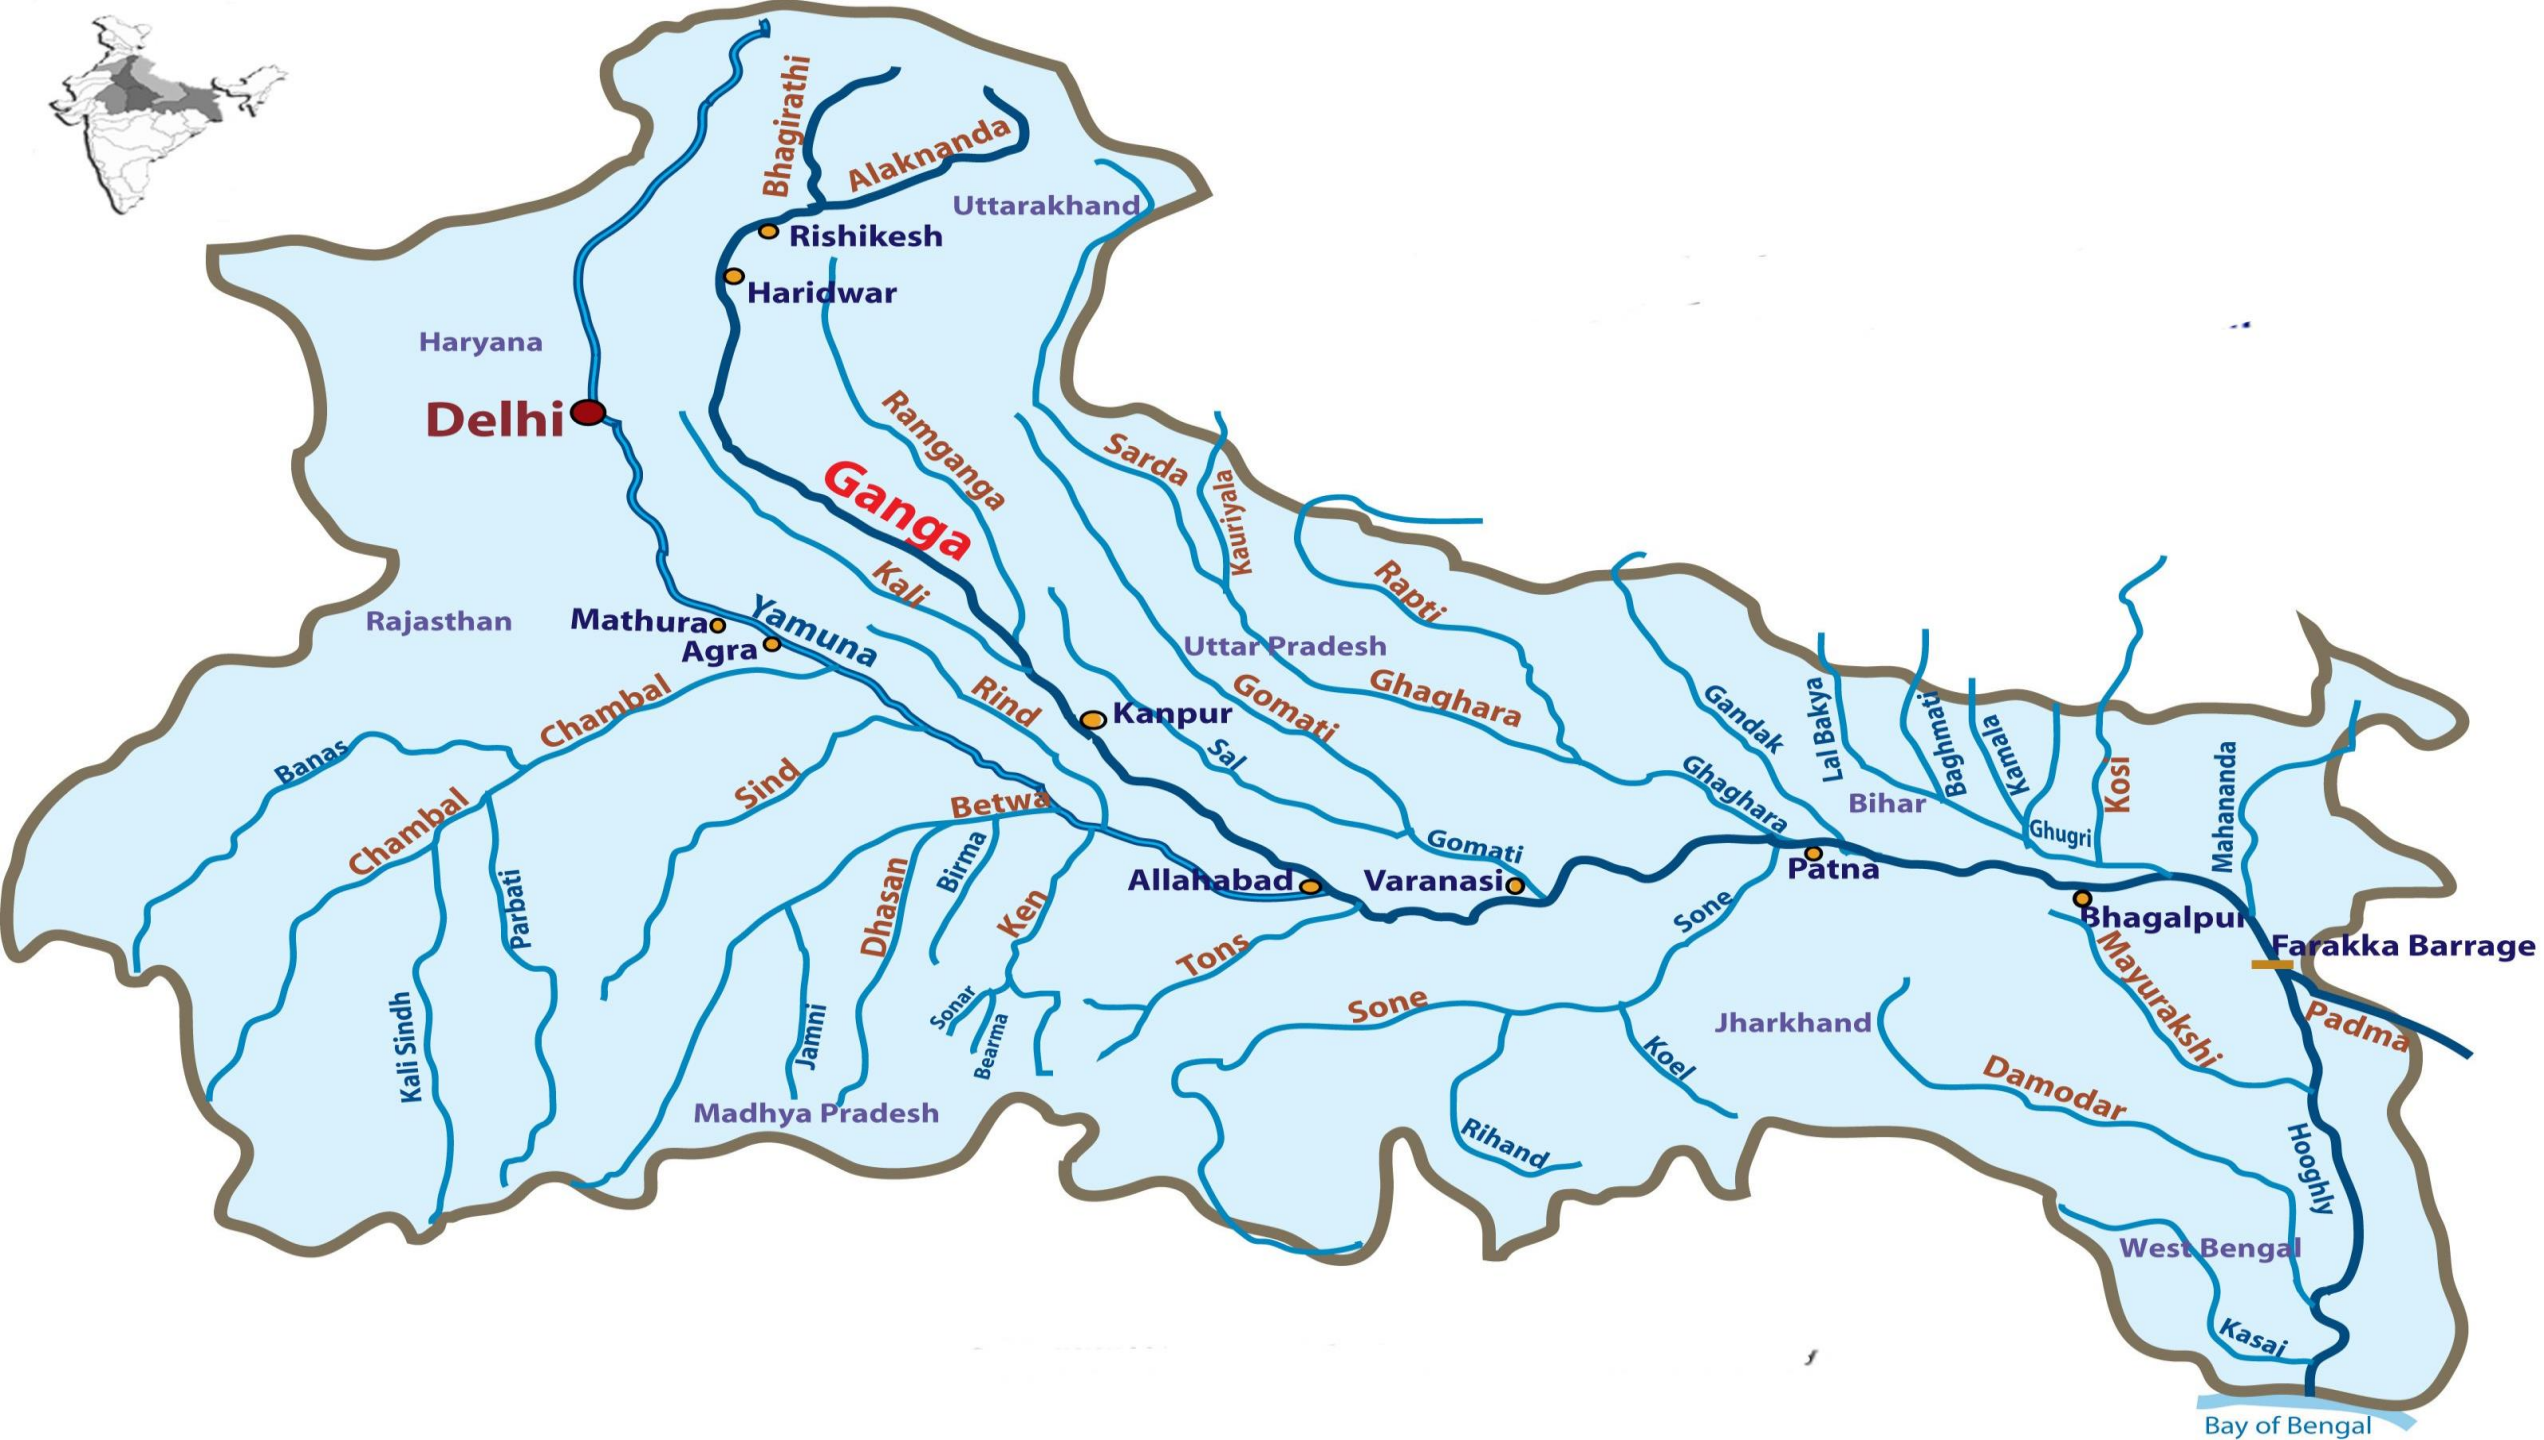 Bhagirathi
Alaknanda
Uttarakhand
Rishikesh
Haridwar
Haryana
Delhi
Ramganga
Ganga
Sarda
Kauriyala
Kali
Rapti
Rajasthan
Mathura
Agra
Yamuna
Uttar Pradesh
Chambal
Rind
Kanpur
Gomati
Ghaghara
Gandak
Lal Bakya
Baghmati
Kamala
Kosi
Mahananda
Banas
Sind
Sal
Ghaghara
Bihar
Chambal
Betwa
Ghugri
Gomati
Birma
Patna
Allahabad
Varanasi
Parbati
Dhasan
Ken
Sone
Bhagalpur
Farakka Barrage
Tons
Mayurakshi
Kali Sindh
Jamni
Sonar
Bearma
Sone
Jharkhand
Padma
Koel
Damodar
Madhya Pradesh
Rihand
Hooghly
West Bengal
Kasai
Bay of Bengal